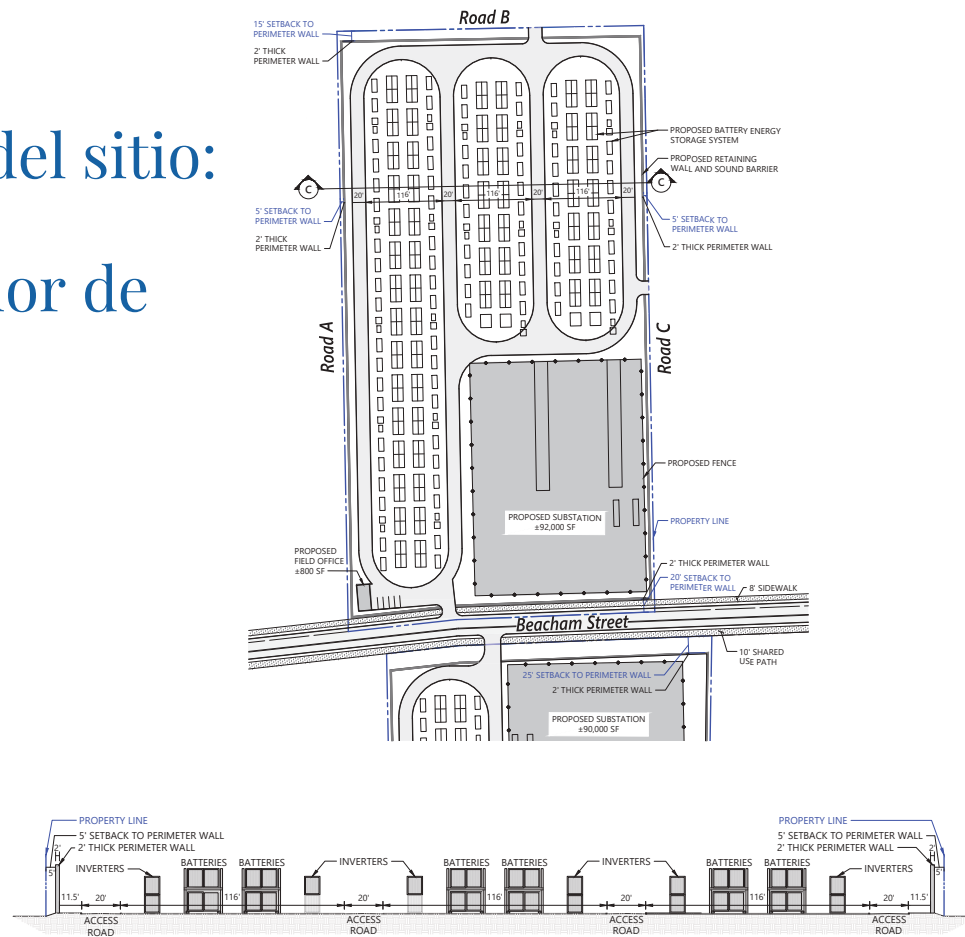 del sitio:
or de
Road B
15' SETBACK TO
PERIMETER WALL
2' THICK
PERIMETER WALL
PROPOSED BATTERY ENERGY
STORAGE SYSTEM
PROPOSED RETAINING
WALL AND SOUND BARRIER
C
C
20'
116'
20'
116'
20'
116'
20'
5' SETBACK TO
PERIMETER WALL
2' THICK
PERIMETER WALL
5' SETBACK TO
PERIMETER WALL
2' THICK PERIMETER WALL
Road A
Road C
PROPOSED FENCE
PROPOSED SUBSTATION
±92,000 SF
PROPERTY LINE
PROPOSED
FIELD OFFICE
±800 SF
2' THICK PERIMETER WALL
20' SETBACK TO
PERIMETER WALL
8' SIDEWALK
Beacham Street
10' SHARED
USE PATH
25' SETBACK TO PERIMETER WALL
2' THICK PERIMETER WALL
PROPOSED SUBSTATION
±90,000 SF
PROPERTY LINE
5' SETBACK TO PERIMETER WALL
2' THICK PERIMETER WALL
2'
5'
INVERTERS
BATTERIES
BATTERIES
INVERTERS
BATTERIES
BATTERIES
INVERTERS
BATTERIES
BATTERIES
INVERTERS
PROPERTY LINE
5' SETBACK TO PERIMETER WALL
2' THICK PERIMETER WALL
2'
5'
11.5'
20'
116'
20'
116'
20'
116'
20'
11.5'
ACCESS
ROAD
ACCESS
ROAD
ACCESS
ROAD
ACCESS
ROAD